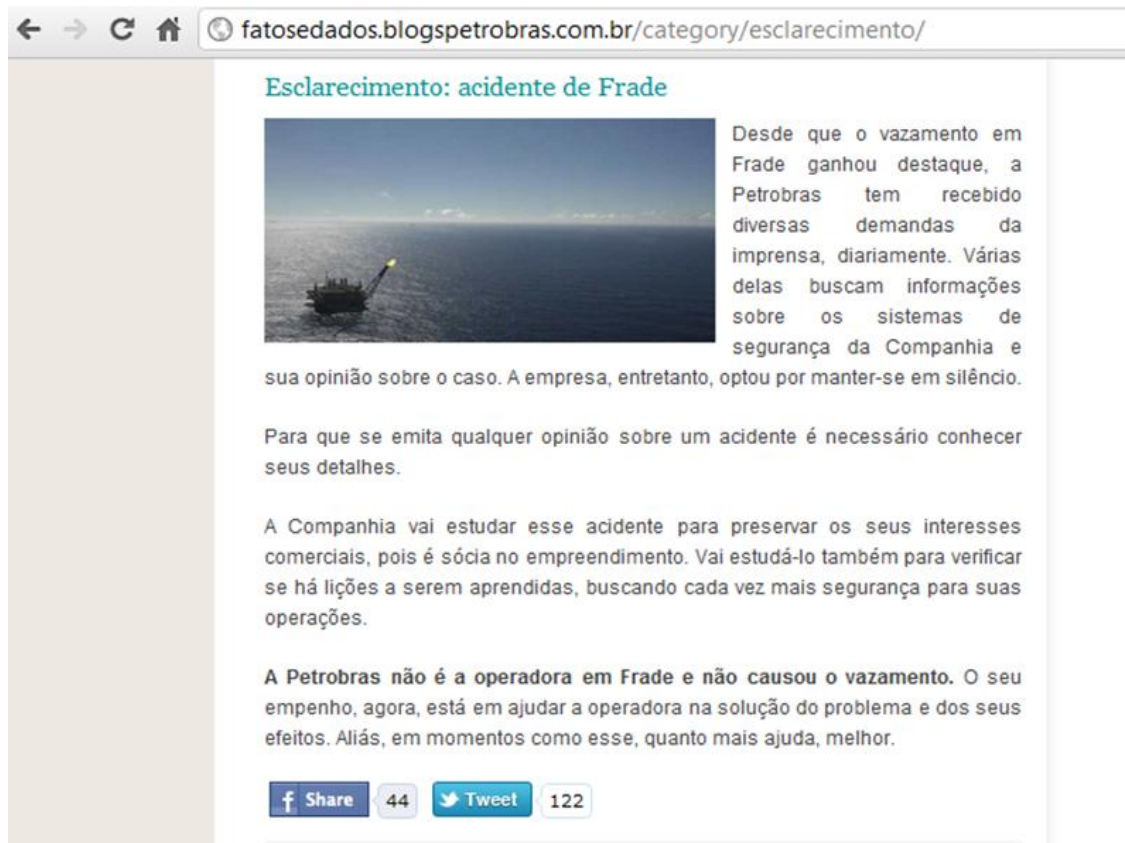 fatosedados.blogspetrobras.com.br/category/esclarecimento/
Esclarecimento: acidente de Frade
Desde que o vazamento em
Frade ganhou destaque, a
Petrobras tem recebido
diversas demandas da
imprensa, diariamente. Várias
delas buscam informações
sobre os sistemas de
segurança da Companhia e
sua opinião sobre o caso. A empresa, entretanto, optou por manter-se em silêncio.
Para que se emita qualquer opinião sobre um acidente é necessário conhecer
seus detalhes.
A Companhia vai estudar esse acidente para preservar os seus interesses
comerciais, pois é sócia no empreendimento. Vai estudá-lo também para verificar
se há lições a serem aprendidas, buscando cada vez mais segurança para suas
operações.
A Petrobras não é a operadora em Frade e não causou o vazamento. O seu
empenho, agora, está em ajudar a operadora na solução do problema e dos seus
efeitos. Aliás, em momentos como esse, quanto mais ajuda, melhor.
f Share 44 Tweet 122